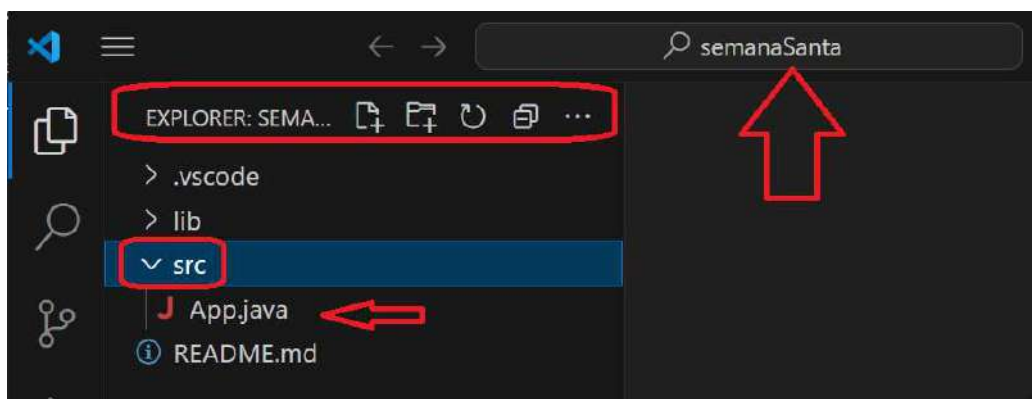 semanaSanta
EXPLORER: SEMA...
.vscode
lib
src
App.java
README.md